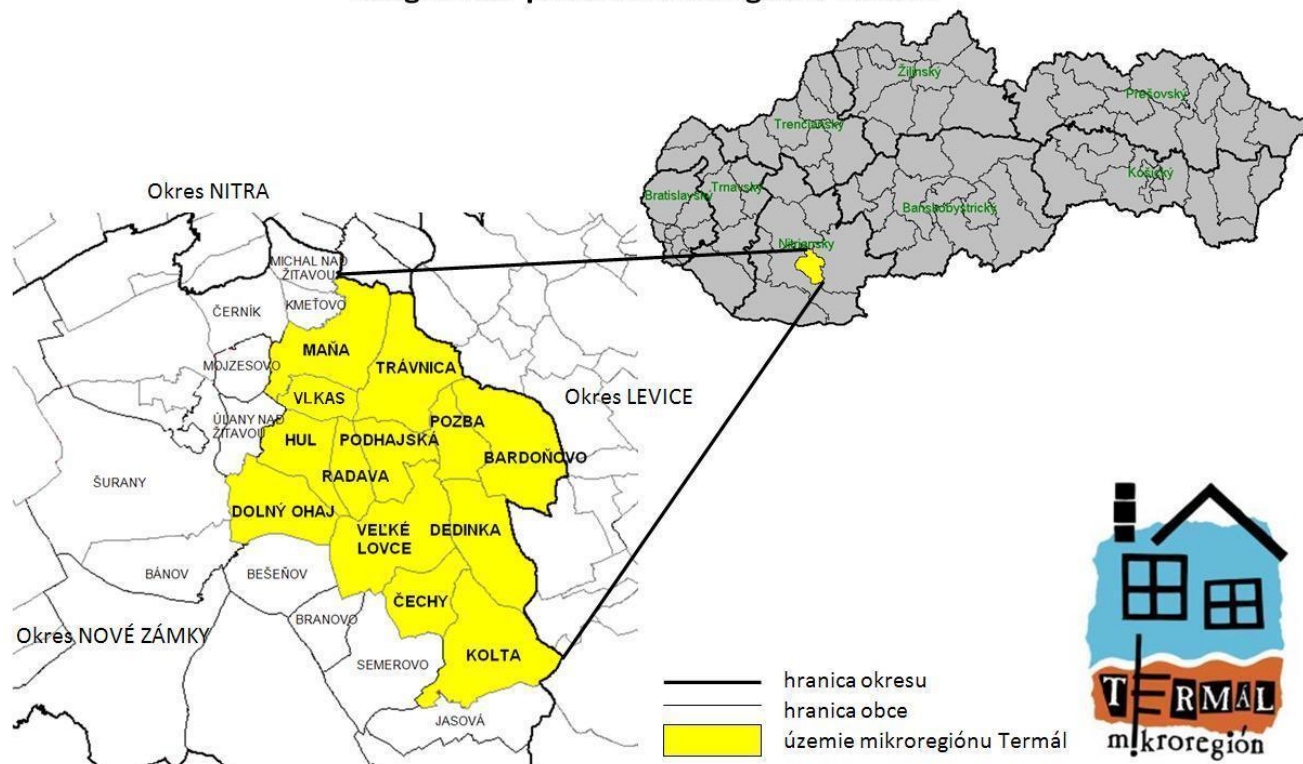 Žilinský
Prešovský
Trenčiansky
Košický
Bratislavský
Trnavský
Banskobystrický
Nitriansky
Okres NITRA
MICHAL NAD
ŽITAVOU
KMEŤOVO
ČERNÍK
MAŇA
MOJZESOVO
TRÁVNICA
Okres LEVICE
VLKAS
ÚĽANY NAD
ŽITAVOU
POZBA
HUL
PODHAJSKÁ
BARDOŇOVO
RADAVA
ŠURANY
DOLNÝ OHAJ
VEĽKÉ
LOVCE
DEDINKA
BÁNOV
BEŠEŇOV
ČECHY
BRANOVO
Okres NOVÉ ZÁMKY
KOLTA
SEMEROVO
JASOVÁ
hranica okresu
hranica obce
územie mikroregiónu Termál
TERMÁL
mikroregión